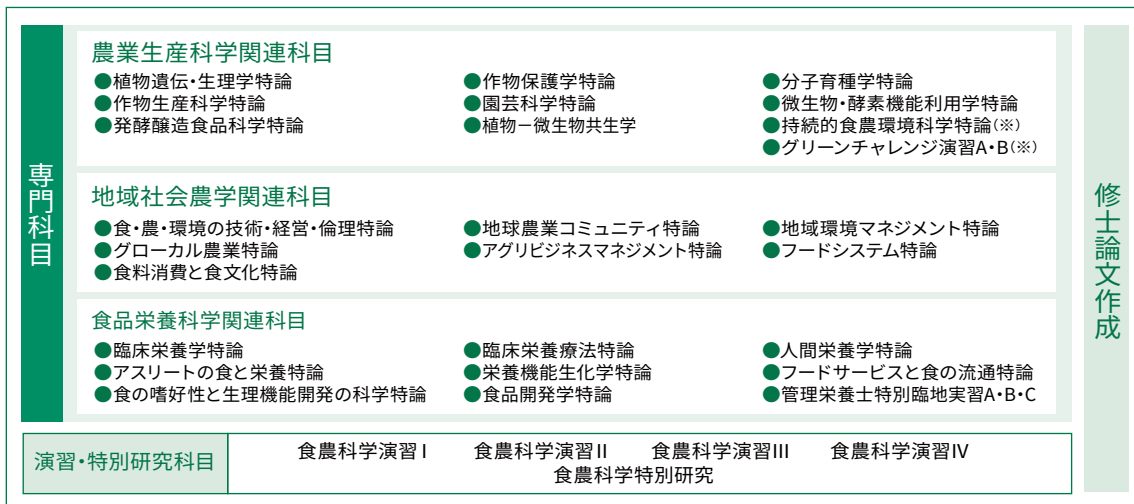 専門科目
農業生産科学関連科目
●植物遺伝・生理学特論 ●作物保護学特論 ●分子育種学特論
●作物生産科学特論 ●園芸科学特論 ●微生物・酵素機能利用学特論
●発酵醸造食品科学特論 ●植物－微生物共生学 ●持続的食農環境科学特論(※)
●グリーンチャレンジ演習A・B(※)
地域社会農学関連科目
●食・農・環境の技術・経営・倫理特論 ●地球農業コミュニティ特論 ●地域環境マネジメント特論
●グローカル農業特論 ●アグリビジネスマネジメント特論 ●フードシステム特論
●食料消費と食文化特論
食品栄養科学関連科目
●臨床栄養学特論 ●臨床栄養療法特論 ●人間栄養学特論
●アスリートの食と栄養特論 ●栄養機能生化学特論 ●フードサービスと食の流通特論
●食の嗜好性と生理機能開発の科学特論 ●食品開発学特論 ●管理栄養士特別臨地実習A・B・C
演習・特別研究科目
食農科学演習Ⅰ 食農科学演習Ⅱ 食農科学演習Ⅲ 食農科学演習Ⅳ
食農科学特別研究
修士論文作成